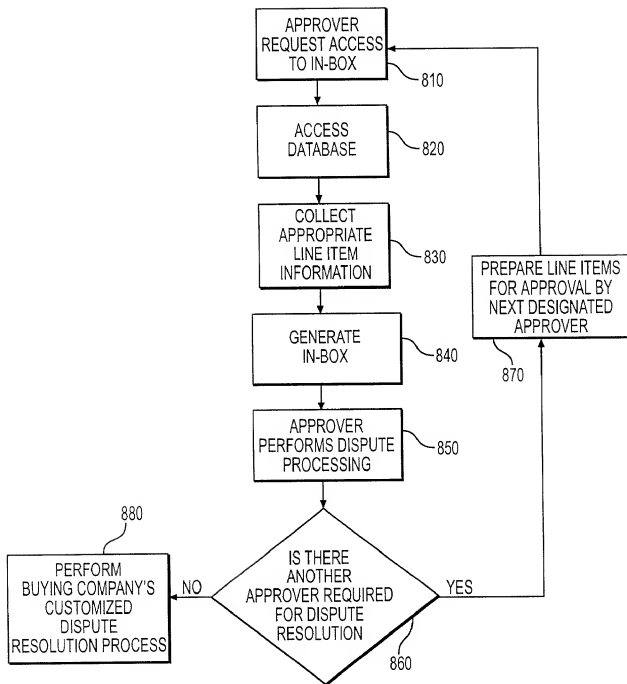 APPROVER
REQUEST ACCESS
TO IN-BOX
810
ACCESS
DATABASE
820
COLLECT
APPROPRIATE
LINE ITEM
INFORMATION
830
PREPARE LINE ITEMS
FOR APPROVAL BY
NEXT DESIGNATED
APPROVER
870
GENERATE
IN-BOX
840
APPROVER
PERFORMS DISPUTE
PROCESSING
850
IS THERE
ANOTHER
APPROVER REQUIRED
FOR DISPUTE
RESOLUTION
860
YES
NO
880
PERFORM
BUYING COMPANY'S
CUSTOMIZED
DISPUTE
RESOLUTION PROCESS